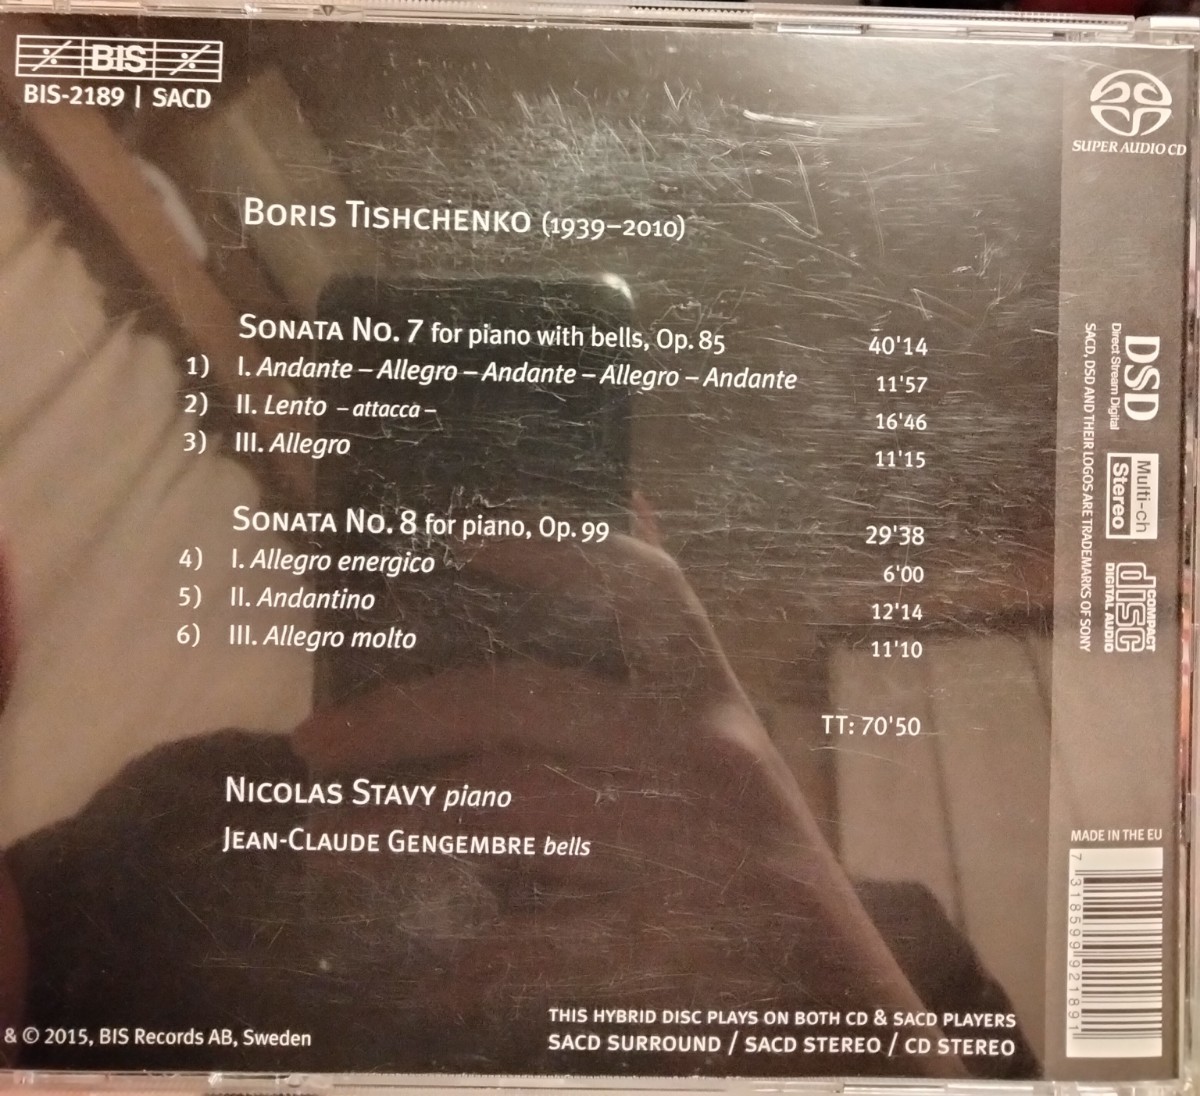 BIS
BIS-2189 | SACD
SUPER AUDIO CD
BORIS TISHCHENKO (1939–2010)
SONATA NO. 7 for piano with bells, Op. 85 40'14
1) I. Andante – Allegro – Andante – Allegro – Andante 11'57
2) II. Lento – attacca – 16'46
3) III. Allegro 11'15
SONATA NO. 8 for piano, Op. 99 29'38
4) I. Allegro energico 6'00
5) II. Andantino 12'14
6) III. Allegro molto 11'10
TT: 70'50
NICOLAS STAVY piano
JEAN-CLAUDE GENGEMBRE bells
& © 2015, BIS Records AB, Sweden
THIS HYBRID DISC PLAYS ON BOTH CD & SACD PLAYERS
SACD SURROUND / SACD STEREO / CD STEREO
DSD
Direct Stream Digital
Multi-ch
Stereo
COMPACT
disc
DIGITAL AUDIO
SACD, DSD AND THEIR LOGOS ARE TRADEMARKS OF SONY
MADE IN THE EU
7 318599 921891